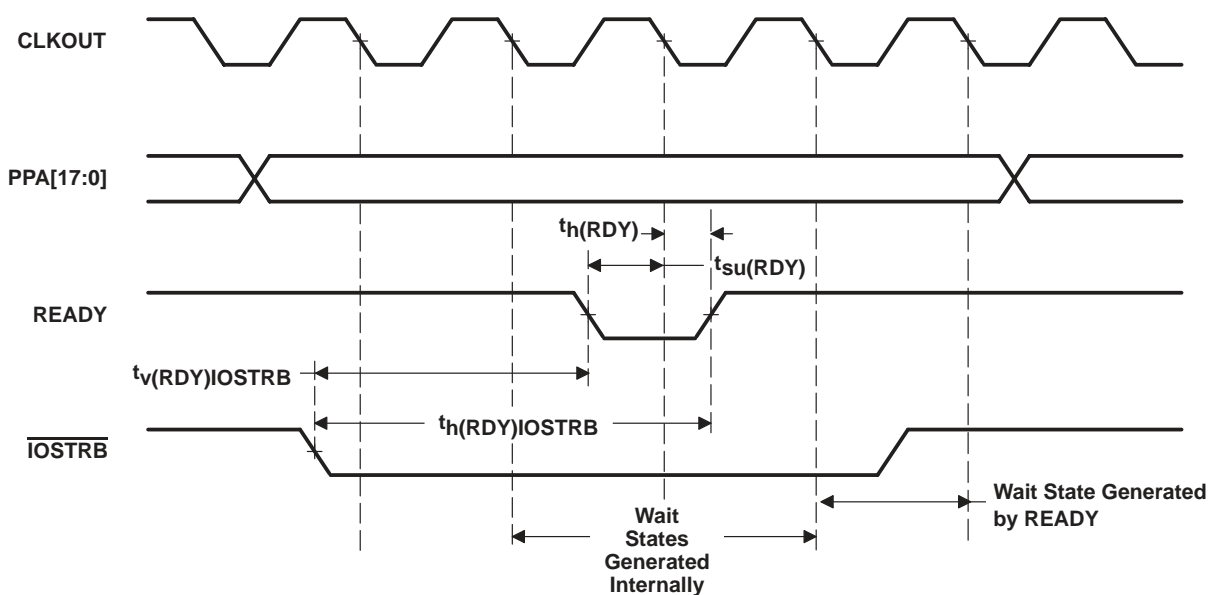 CLKOUT
PPA[17:0]
th(RDY)
tsu(RDY)
READY
tv(RDY)IOSTRB
th(RDY)IOSTRB
IOSTRB
Wait
States
Generated
Internally
Wait State Generated
by READY